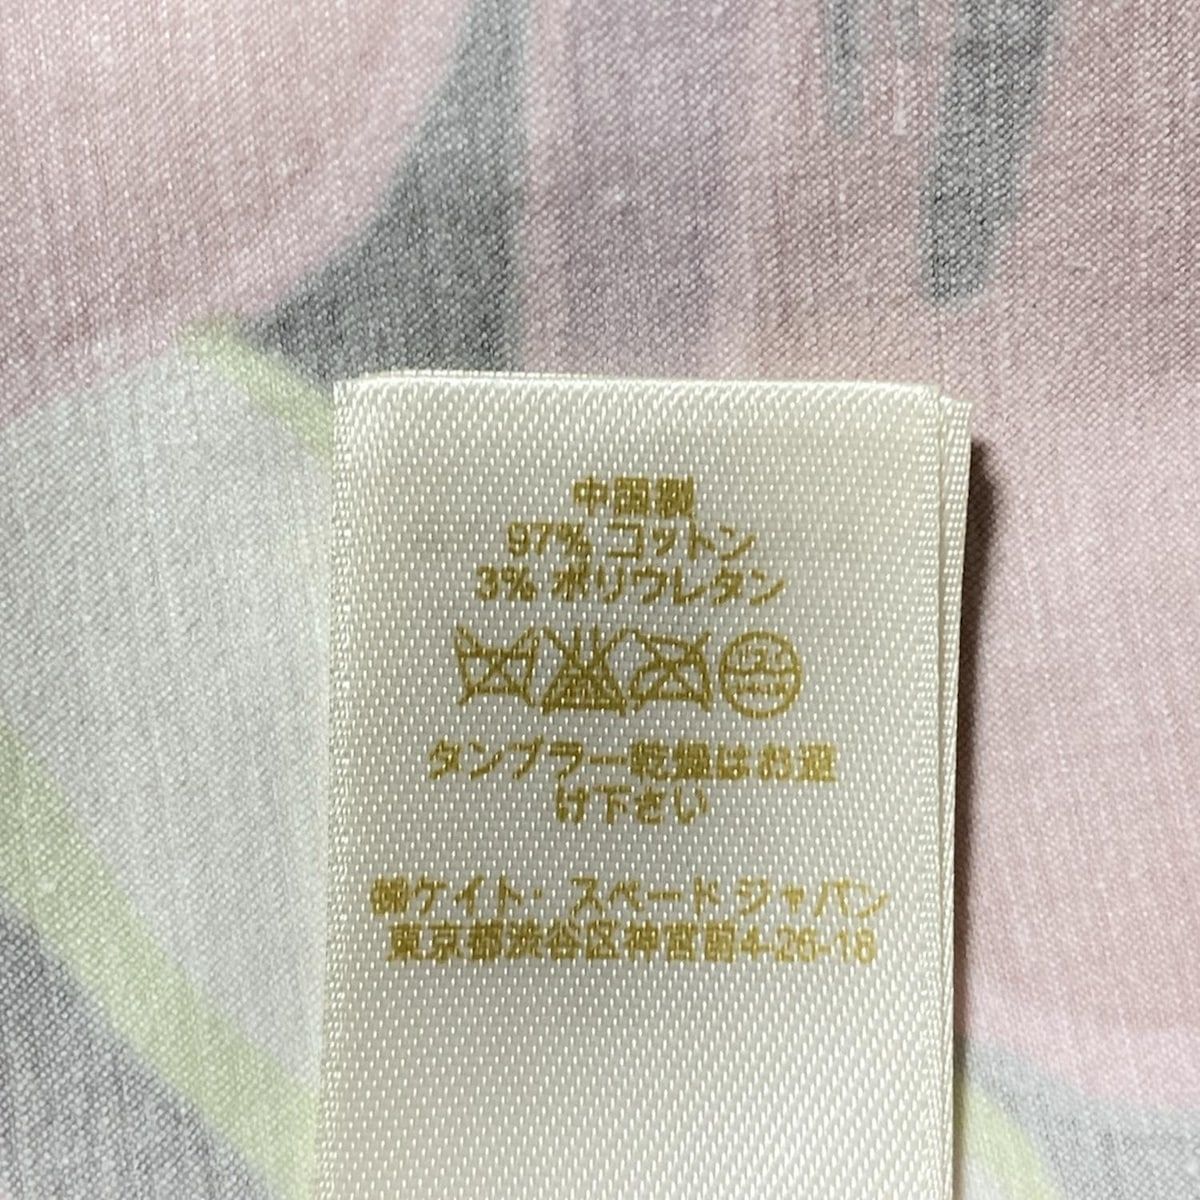 中国製
97% コットン
3% ポリウレタン
タンブラー乾燥はお避
け下さい
㈱ケイト・スペード ジャパン
東京都渋谷区神宮前4-26-18